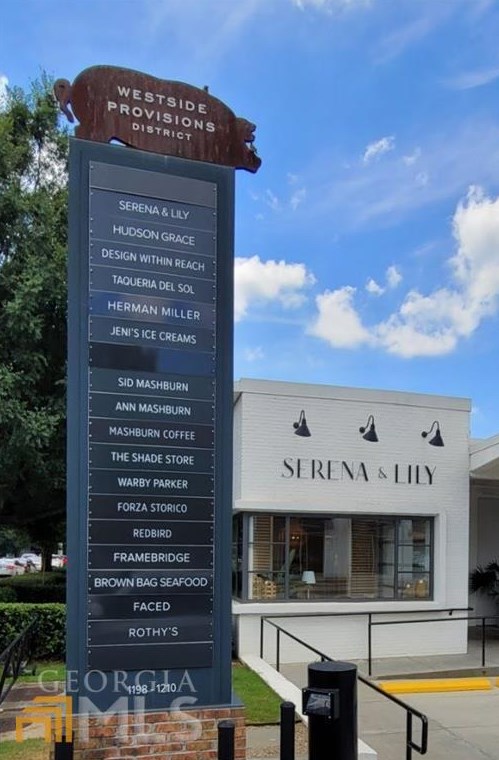 WESTSIDE
PROVISIONS
DISTRICT
SERENA & LILY
HUDSON GRACE
DESIGN WITHIN REACH
TAQUERIA DEL SOL
HERMAN MILLER
JENI'S ICE CREAMS
SID MASHBURN
ANN MASHBURN
MASHBURN COFFEE
THE SHADE STORE
WARBY PARKER
FORZA STORICO
REDBIRD
FRAMEBRIDGE
BROWN BAG SEAFOOD
FACED
ROTHY'S
1198 - 1210
SERENA & LILY
GEORGIA
MLS